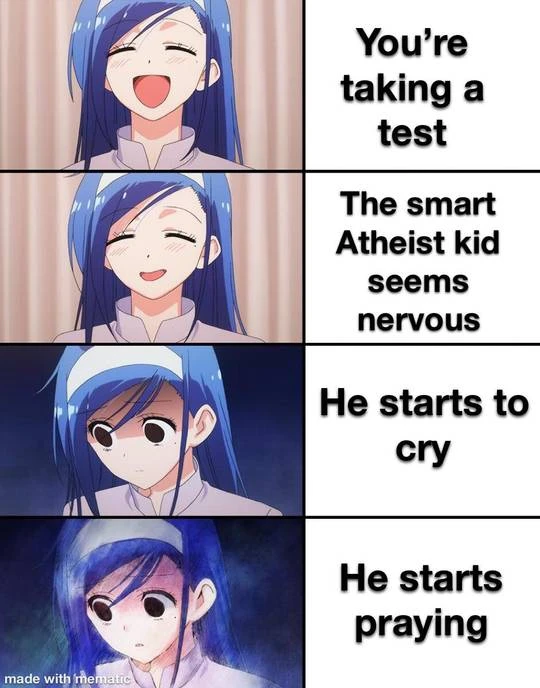 You're
taking a
test
The smart
Atheist kid
seems
nervous
He starts to
cry
He starts
praying
made with mematic